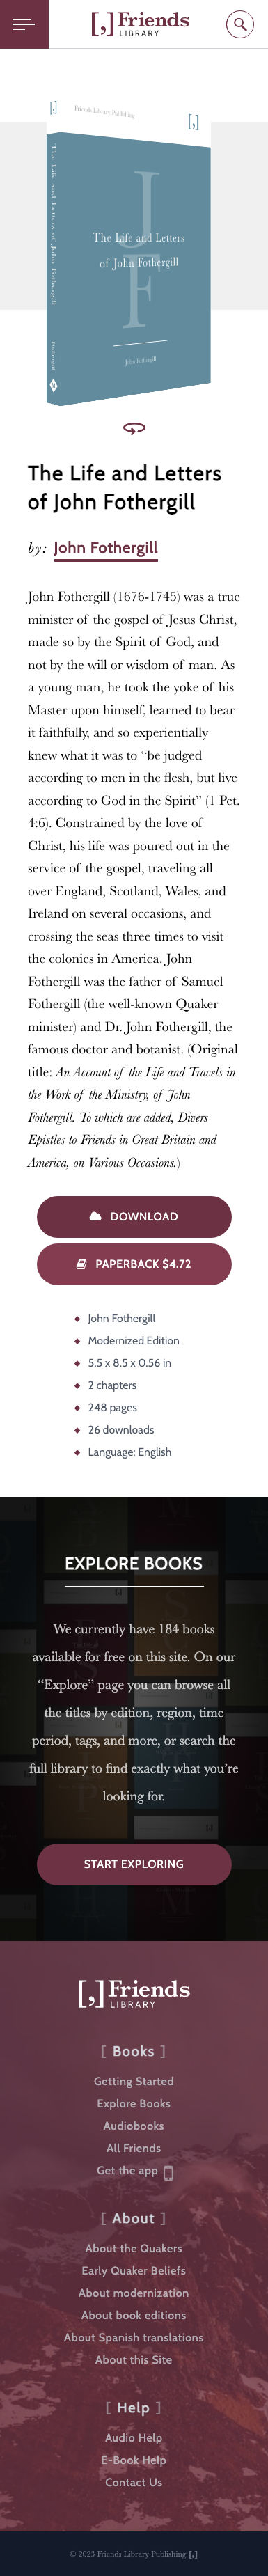 [,] Friends
LIBRARY
Friends Library Publishing
[,]
The Life and Letters of John Fothergill
Fothergill
JF
The Life and Letters
of John Fothergill
John Fothergill
The Life and Letters
of John Fothergill
by: John Fothergill
John Fothergill (1676-1745) was a true
minister of the gospel of Jesus Christ,
made so by the Spirit of God, and
not by the will or wisdom of man. As
a young man, he took the yoke of his
Master upon himself, learned to bear
it faithfully, and so experientially
knew what it was to “be judged
according to men in the flesh, but live
according to God in the Spirit” (1 Pet.
4:6). Constrained by the love of
Christ, his life was poured out in the
service of the gospel, traveling all
over England, Scotland, Wales, and
Ireland on several occasions, and
crossing the seas three times to visit
the colonies in America. John
Fothergill was the father of Samuel
Fothergill (the well-known Quaker
minister) and Dr. John Fothergill, the
famous doctor and botanist. (Original
title: An Account of the Life and Travels in
the Work of the Ministry, of John
Fothergill. To which are added, Divers
Epistles to Friends in Great Britain and
America, on Various Occasions.)
DOWNLOAD
PAPERBACK $4.72
John Fothergill
Modernized Edition
5.5 x 8.5 x 0.56 in
2 chapters
248 pages
26 downloads
Language: English
EXPLORE BOOKS
We currently have 184 books
available for free on this site. On our
“Explore” page you can browse all
the titles by edition, region, time
period, tags, and more, or search the
full library to find exactly what you’re
looking for.
START EXPLORING
[,] Friends
LIBRARY
[ Books ]
Getting Started
Explore Books
Audiobooks
All Friends
Get the app
[ About ]
About the Quakers
Early Quaker Beliefs
About modernization
About book editions
About Spanish translations
About this Site
[ Help ]
Audio Help
E-Book Help
Contact Us
© 2023 Friends Library Publishing [,]